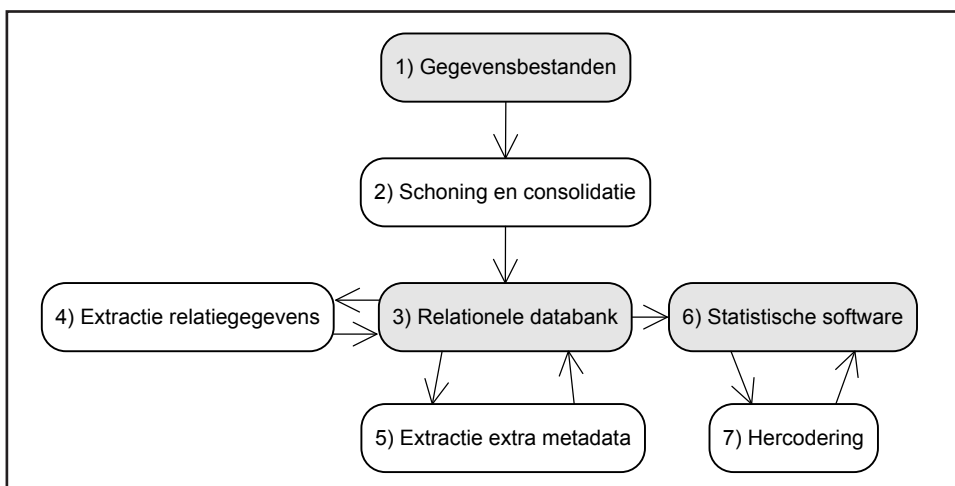 1) Gegevensbestanden
2) Schoning en consolidatie
4) Extractie relatiegegevens
3) Relationele databank
6) Statistische software
5) Extractie extra metadata
7) Hercodering